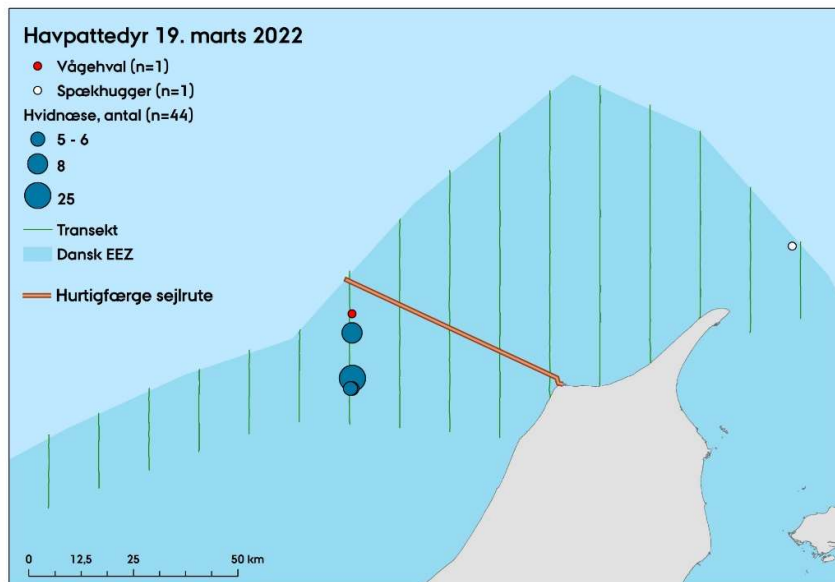 Havpattedyr 19. marts 2022
Vågehval (n=1)
Spækhugger (n=1)
Hvidnæse, antal (n=44)
5 - 6
8
25
Transekt
Dansk EEZ
Hurtigfærge sejlrute
0 12,5 25 50 km